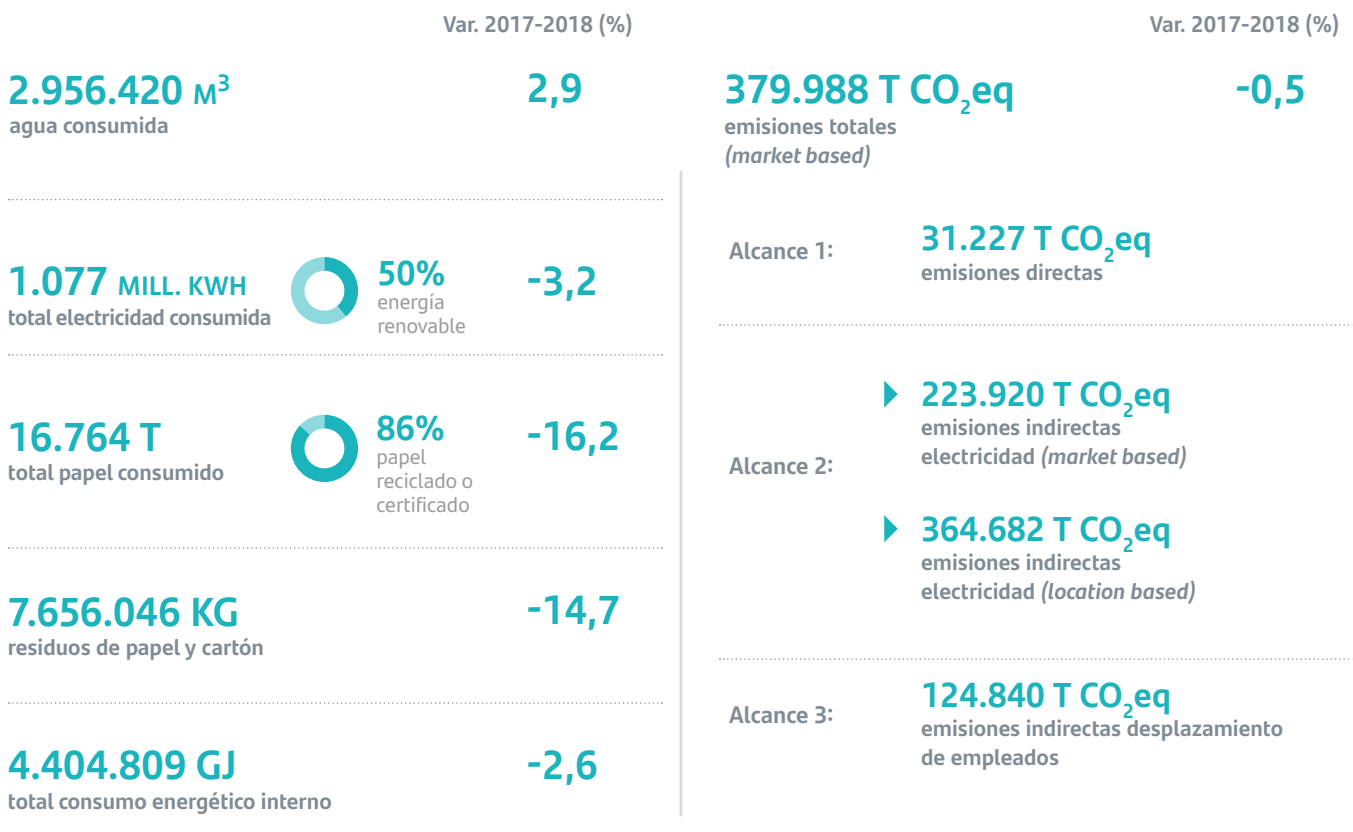 Var. 2017-2018 (%)
2.956.420 M³
agua consumida
2,9
1.077 MILL. KWH
total electricidad consumida
50%
energía
renovable
-3,2
16.764 T
total papel consumido
86%
papel
reciclado o
certificado
-16,2
7.656.046 KG
residuos de papel y cartón
-14,7
4.404.809 GJ
total consumo energético interno
-2,6
Var. 2017-2018 (%)
379.988 T CO₂eq
emisiones totales
(market based)
-0,5
Alcance 1:
31.227 T CO₂eq
emisiones directas
Alcance 2:
223.920 T CO₂eq
emisiones indirectas
electricidad (market based)
364.682 T CO₂eq
emisiones indirectas
electricidad (location based)
Alcance 3:
124.840 T CO₂eq
emisiones indirectas desplazamiento
de empleados